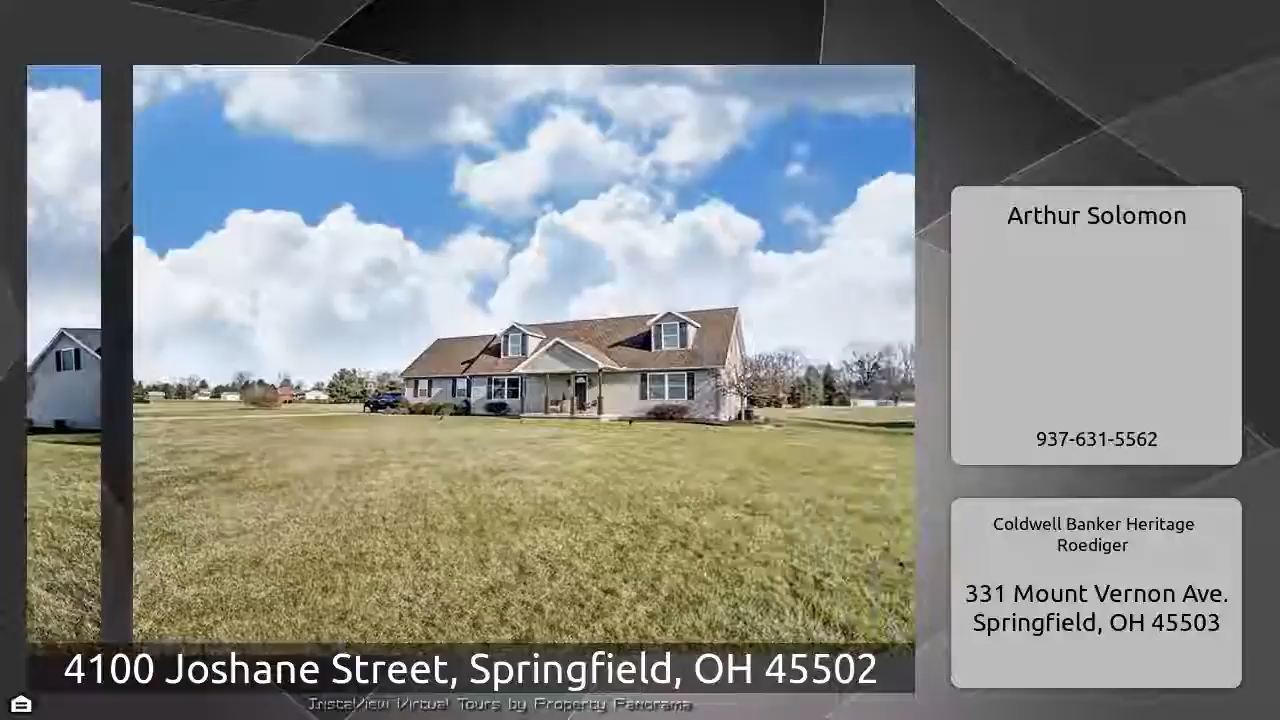 Arthur Solomon
937-631-5562
Coldwell Banker Heritage
Roediger
331 Mount Vernon Ave.
Springfield, OH 45503
4100 Joshane Street, Springfield, OH 45502
InstaView Virtual Tours by Property Panorama